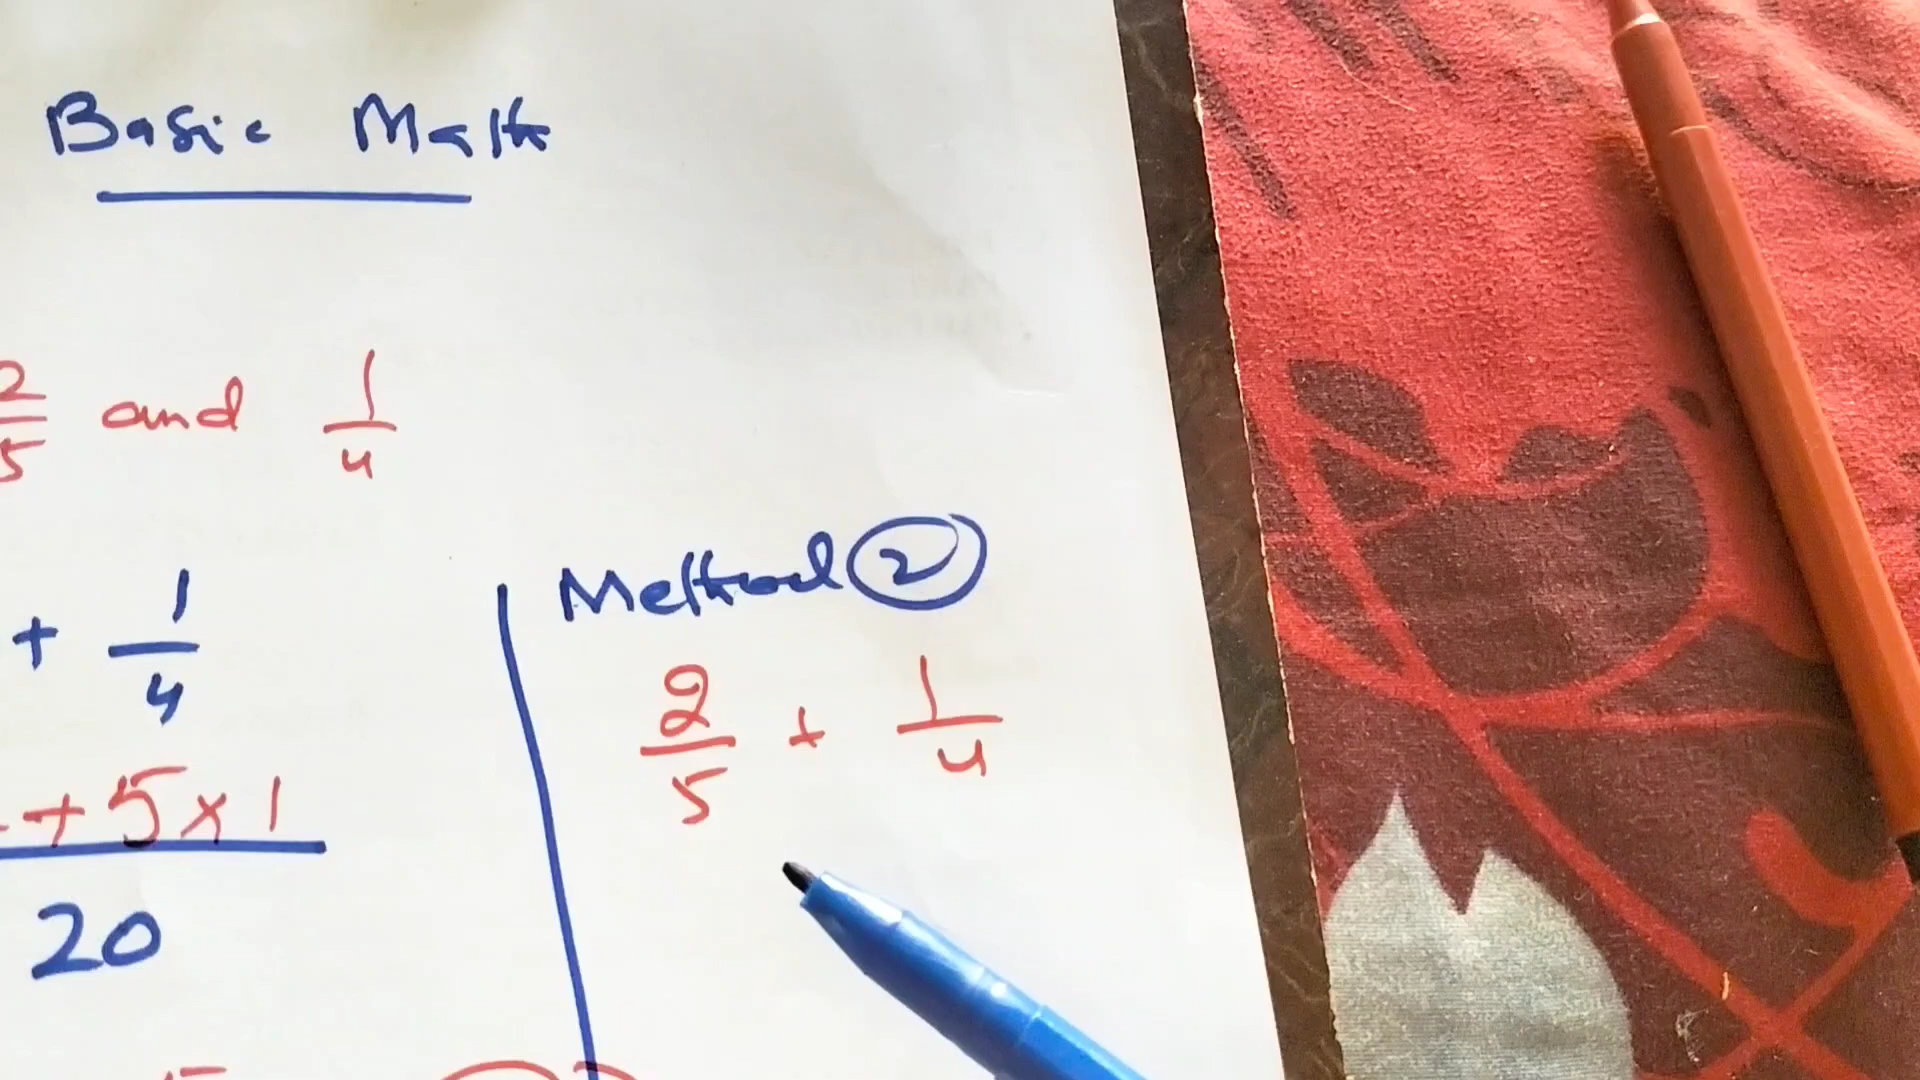 Basic Math
2/5 and 1/4
+ 1/4
+ 5 x 1
20
Method 2
2/5 + 1/4